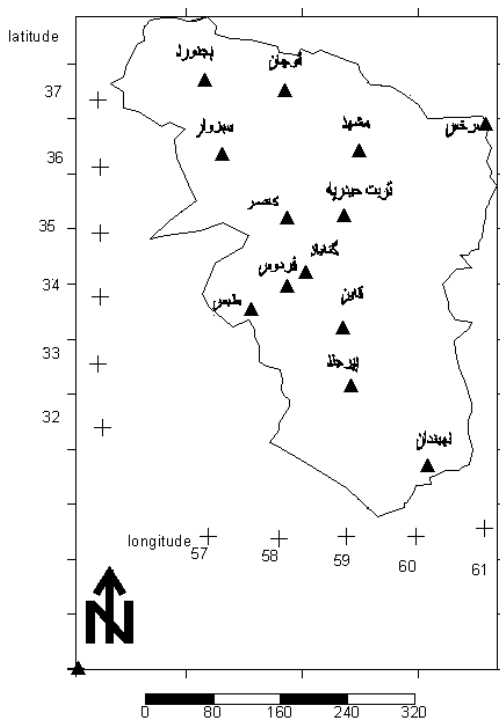 latitude
37
36
35
34
33
32
بجنورد
قوچان
سبزوار
مشهد
سرخس
تربت حیدریه
کاشمر
گناباد
فردوس
طبس
قاین
بیرجند
نهبندان
longitude
57
58
59
60
61
N
0 80 160 240 320